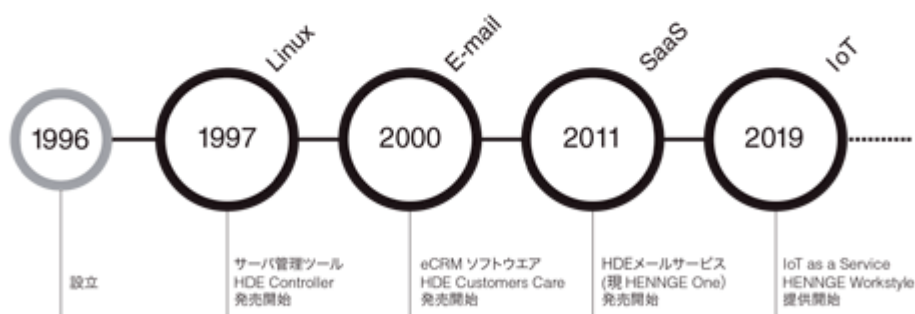 Linux
E-mail
SaaS
IoT
1996
1997
2000
2011
2019
設立
サーバ管理ツール
HDE Controller
発売開始
eCRM ソフトウエア
HDE Customers Care
発売開始
HDEメールサービス
(現 HENNGE One)
発売開始
IoT as a Service
HENNGE Workstyle
提供開始